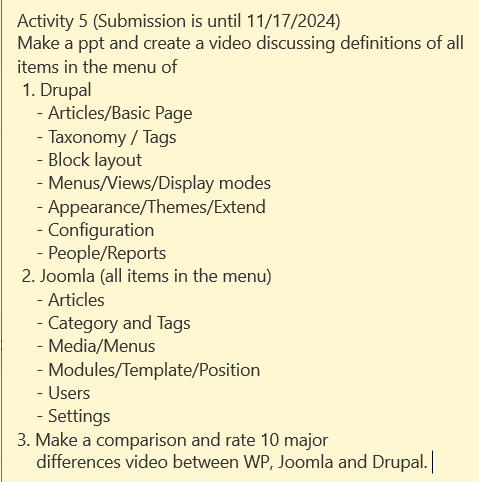 Activity 5 (Submission is until 11/17/2024)
Make a ppt and create a video discussing definitions of all
items in the menu of
1. Drupal
- Articles/Basic Page
- Taxonomy / Tags
- Block layout
- Menus/Views/Display modes
- Appearance/Themes/Extend
- Configuration
- People/Reports
2. Joomla (all items in the menu)
- Articles
- Category and Tags
- Media/Menus
- Modules/Template/Position
- Users
- Settings
3. Make a comparison and rate 10 major
differences video between WP, Joomla and Drupal.